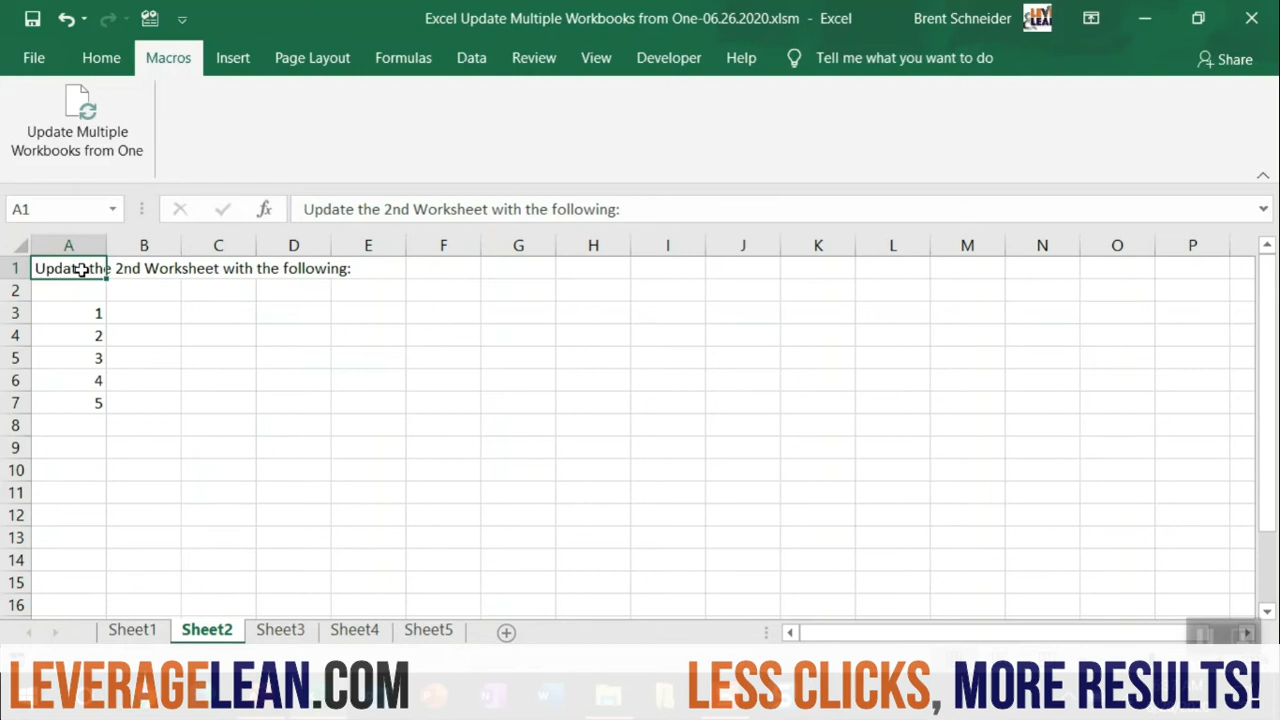 Excel Update Multiple Workbooks from One-06.26.2020.xlsm - Excel
Brent Schneider
File Home Macros Insert Page Layout Formulas Data Review View Developer Help Tell me what you want to do Share
Update Multiple
Workbooks from One
A1 fx Update the 2nd Worksheet with the following:
A B C D E F G H I J K L M N O P
1 Update the 2nd Worksheet with the following:
2
3 1
4 2
5 3
6 4
7 5
8
9
10
11
12
13
14
15
16
Sheet1 Sheet2 Sheet3 Sheet4 Sheet5
LEVERAGELEAN.COM LESS CLICKS, MORE RESULTS!